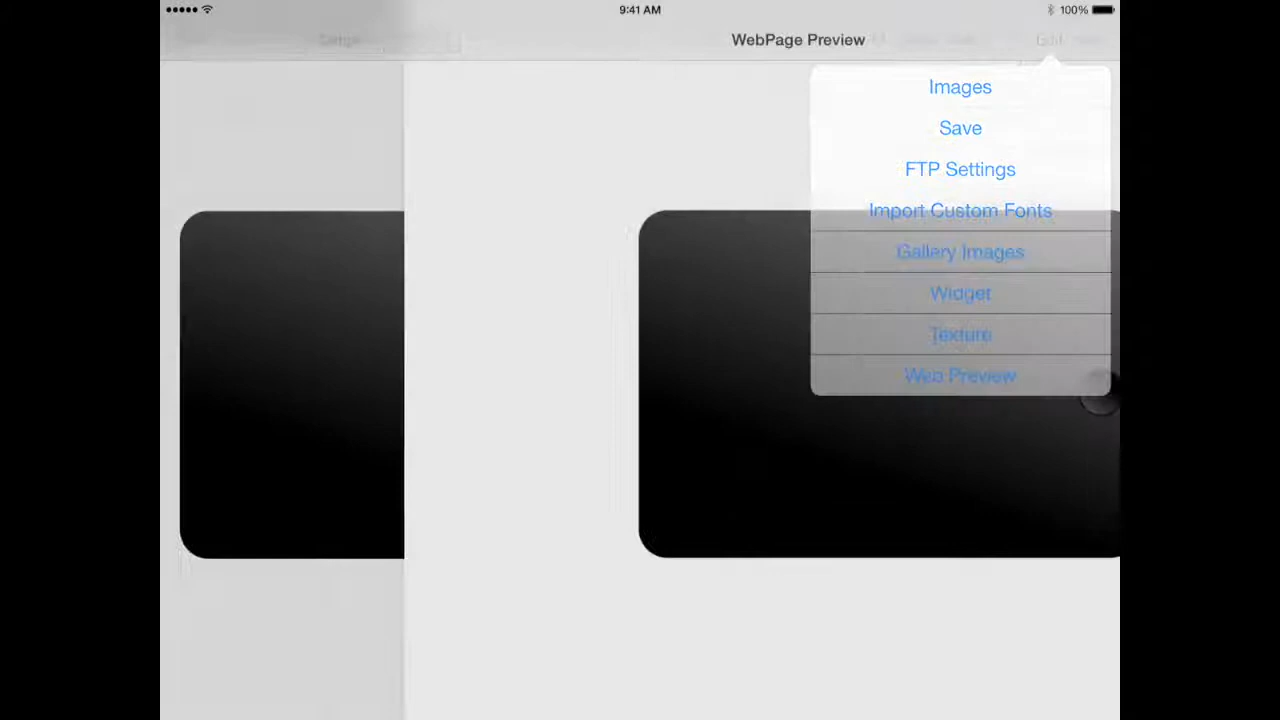 9:41 AM
100%
WebPage Preview
Edit
Images
Save
FTP Settings
Import Custom Fonts
Gallery Images
Widget
Texture
Web Preview